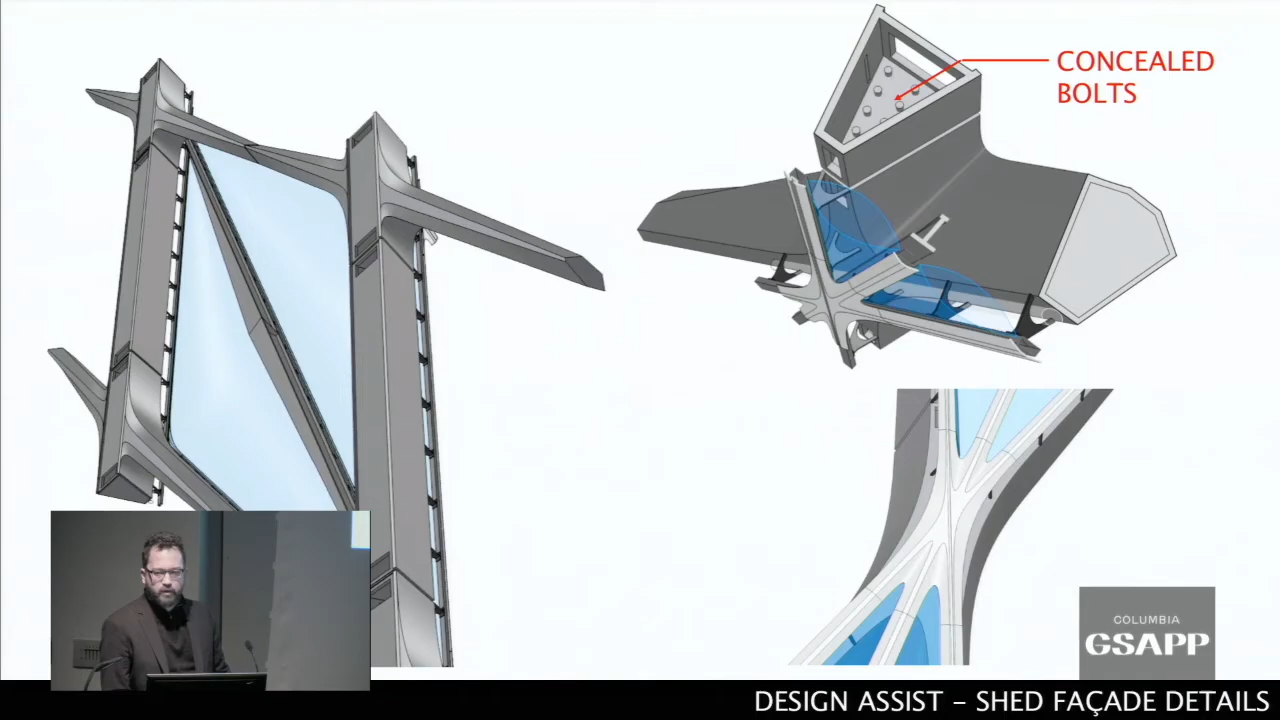 CONCEALED
BOLTS
COLUMBIA
GSAPP
DESIGN ASSIST – SHED FAÇADE DETAILS